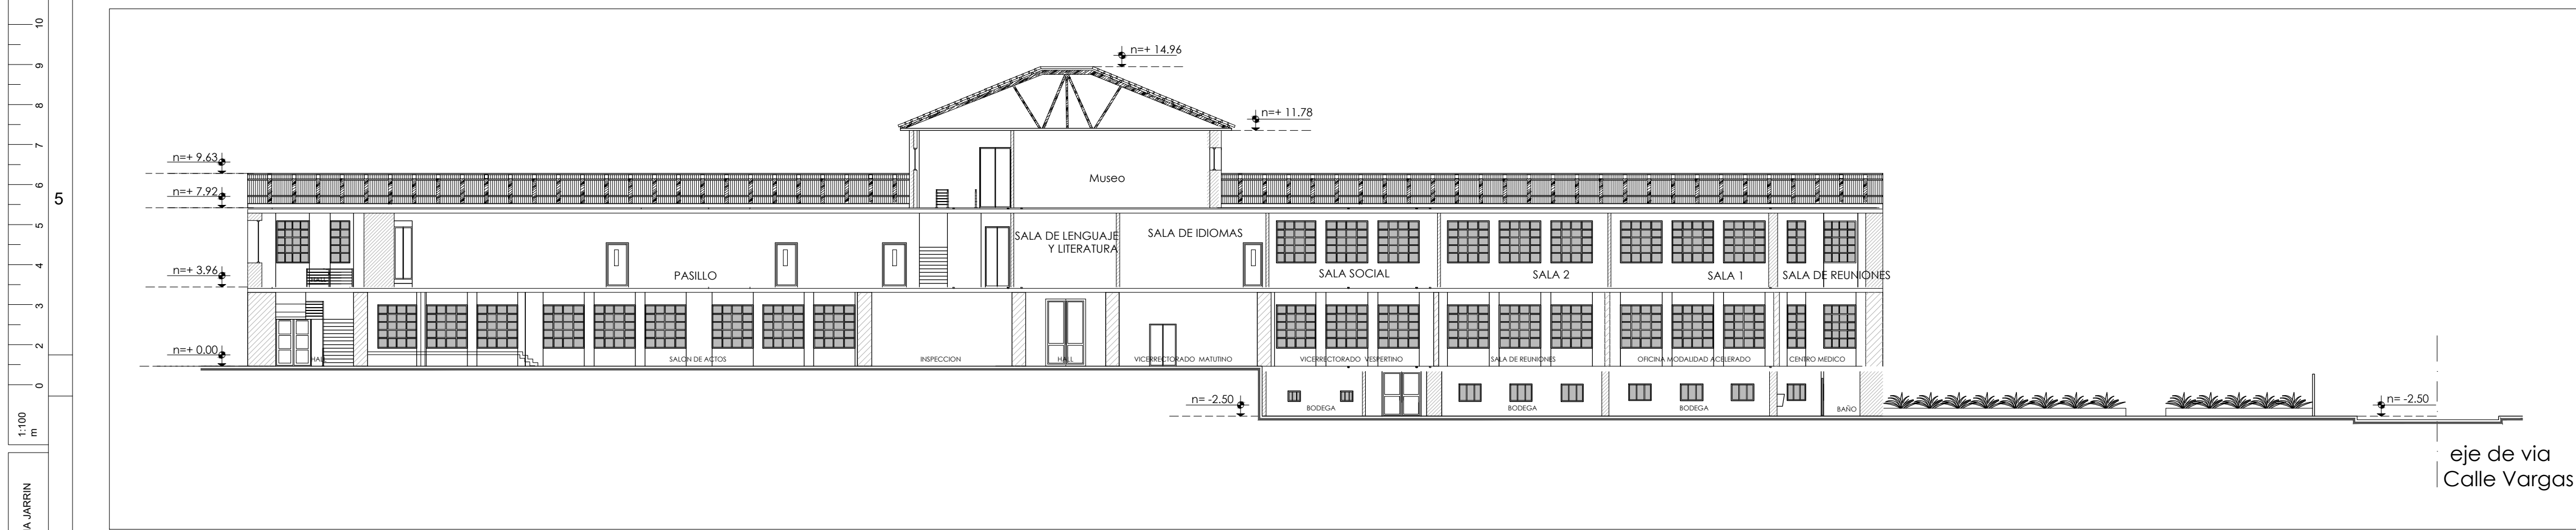 10
9
8
7
6
5
4
3
2
0
1:100
m
A JARRIN
5
n=+ 14.96
n=+ 11.78
n=+ 9.63
n=+ 7.92
n=+ 3.96
n=+ 0.00
Museo
SALA DE LENGUAJE
Y LITERATURA
SALA DE IDIOMAS
PASILLO
HALL
SALA SOCIAL
SALA 2
SALA 1
SALA DE REUNIONES
HALL
SALON DE ACTOS
INSPECCION
HALL
VICERRECTORADO MATUTINO
VICERRECTORADO VESPERTINO
SALA DE REUNIONES
OFICINA MODALIDAD ACELERADO
CENTRO MEDICO
n= -2.50
BODEGA
BODEGA
BODEGA
BAÑO
n= -2.50
eje de via
Calle Vargas